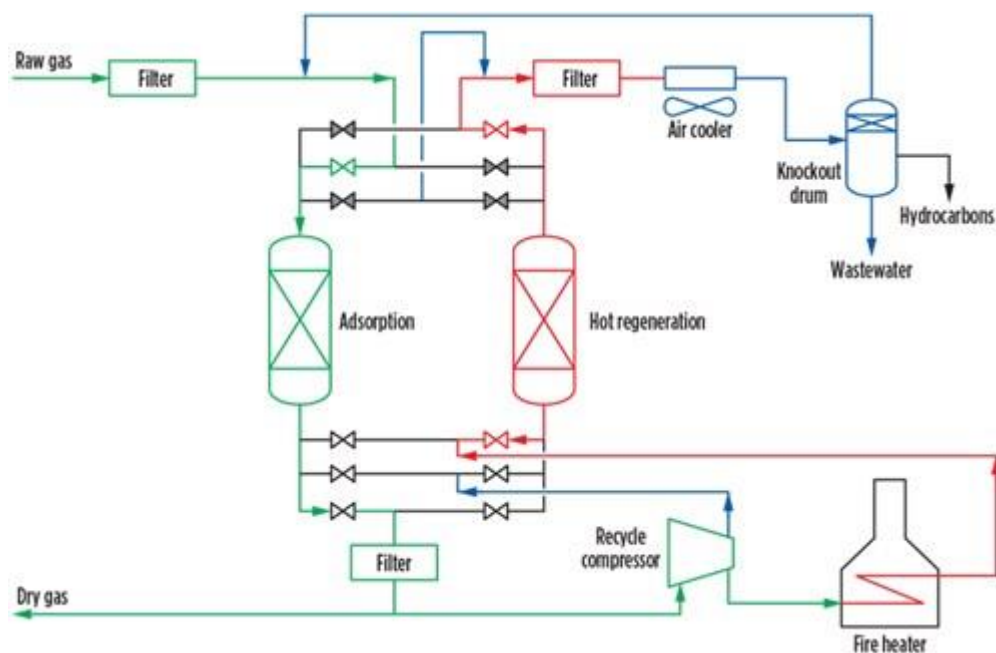 Raw gas
Filter
Filter
Air cooler
Knockout
drum
Hydrocarbons
Wastewater
Adsorption
Hot regeneration
Recycle
compressor
Filter
Dry gas
Fire heater